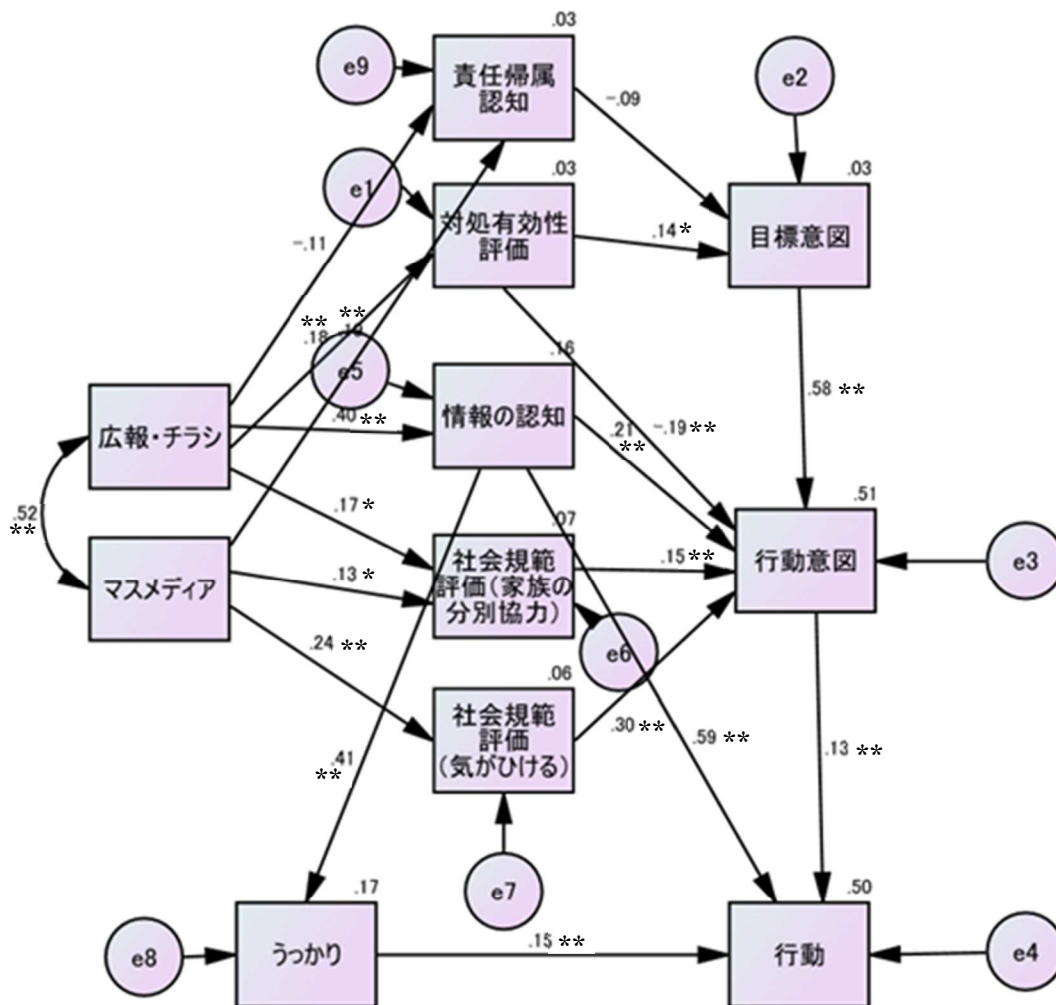 .03
e9
責任帰属
認知
e2
-.09
.03
.03
e1
対処有効性
評価
.14 *
目標意図
-.11
**
**
.18
.16
e5
情報の認知
.58 **
広報・チラシ
.40 **
.21
**
-.19 **
.52
**
.17 *
.07
.51
マスメディア
社会規範
評価(家族の
分別協力)
.15 **
行動意図
e3
.13 *
e6
.24 **
.06
社会規範
評価
(気がひける)
.30 **
.59 **
.13 **
.41
**
e7
.17
.50
e8
うっかり
.15 **
行動
e4